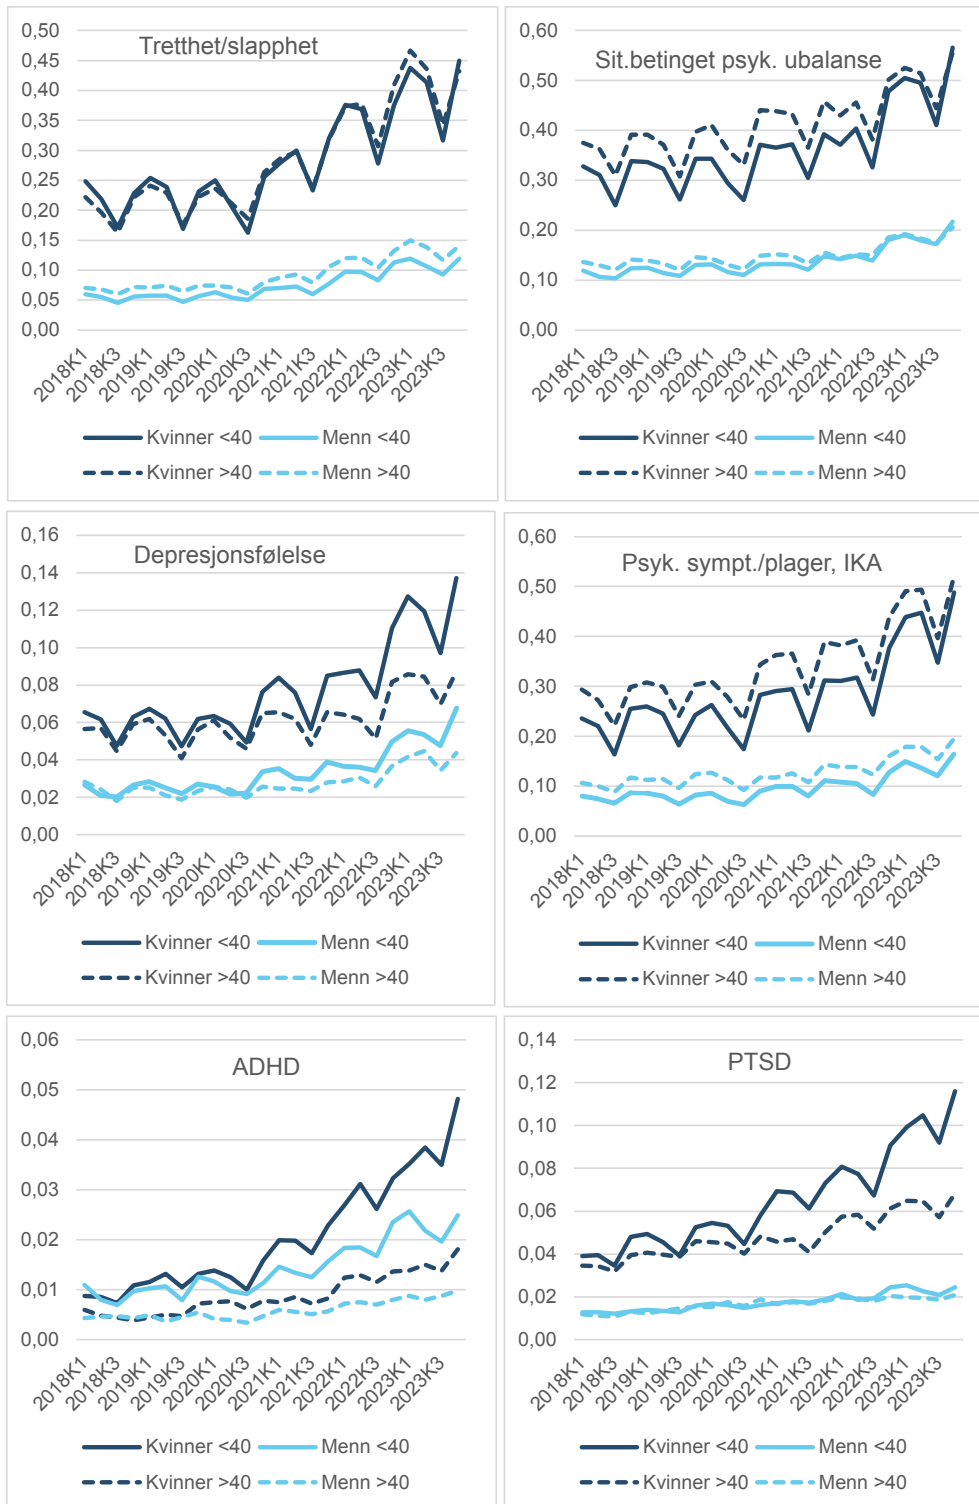 Tretthet/slapphet
0,50
0,45
0,40
0,35
0,30
0,25
0,20
0,15
0,10
0,05
0,00
2018K1
2018K3
2019K1
2019K3
2020K1
2020K3
2021K1
2021K3
2022K1
2022K3
2023K1
2023K3
Kvinner <40
Menn <40
Kvinner >40
Menn >40
Sit.betinget psyk. ubalanse
0,60
0,50
0,40
0,30
0,20
0,10
0,00
2018K1
2018K3
2019K1
2019K3
2020K1
2020K3
2021K1
2021K3
2022K1
2022K3
2023K1
2023K3
Kvinner <40
Menn <40
Kvinner >40
Menn >40
Depresjonsfølelse
0,16
0,14
0,12
0,10
0,08
0,06
0,04
0,02
0,00
2018K1
2018K3
2019K1
2019K3
2020K1
2020K3
2021K1
2021K3
2022K1
2022K3
2023K1
2023K3
Kvinner <40
Menn <40
Kvinner >40
Menn >40
Psyk. sympt./plager, IKA
0,60
0,50
0,40
0,30
0,20
0,10
0,00
2018K1
2018K3
2019K1
2019K3
2020K1
2020K3
2021K1
2021K3
2022K1
2022K3
2023K1
2023K3
Kvinner <40
Menn <40
Kvinner >40
Menn >40
ADHD
0,06
0,05
0,04
0,03
0,02
0,01
0,00
2018K1
2018K3
2019K1
2019K3
2020K1
2020K3
2021K1
2021K3
2022K1
2022K3
2023K1
2023K3
Kvinner <40
Menn <40
Kvinner >40
Menn >40
PTSD
0,14
0,12
0,10
0,08
0,06
0,04
0,02
0,00
2018K1
2018K3
2019K1
2019K3
2020K1
2020K3
2021K1
2021K3
2022K1
2022K3
2023K1
2023K3
Kvinner <40
Menn <40
Kvinner >40
Menn >40